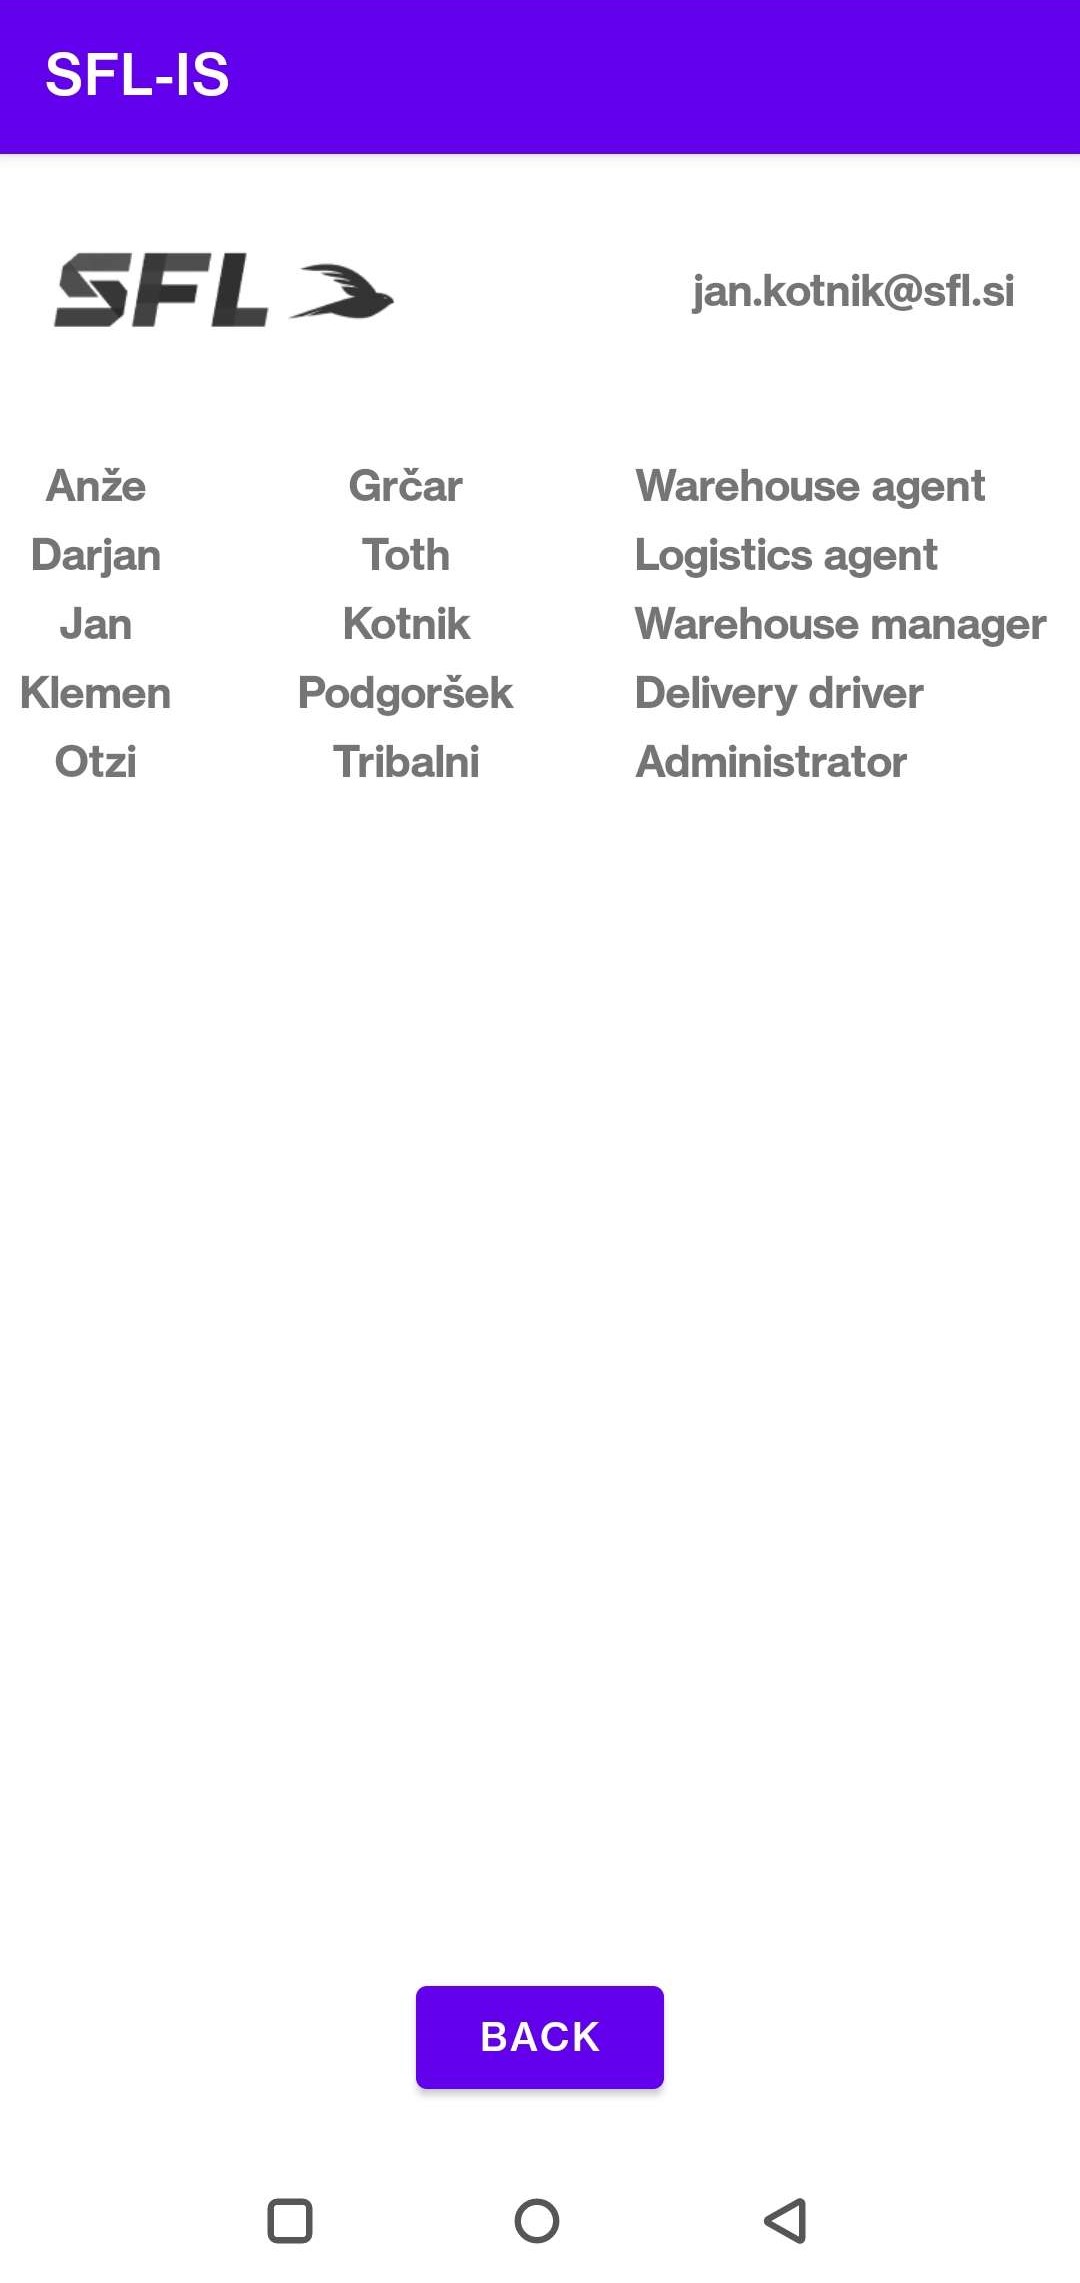 SFL-IS
SFL
jan.kotnik@sfl.si
Anže Grčar Warehouse agent
Darjan Toth Logistics agent
Jan Kotnik Warehouse manager
Klemen Podgoršek Delivery driver
Otzi Tribalni Administrator
BACK